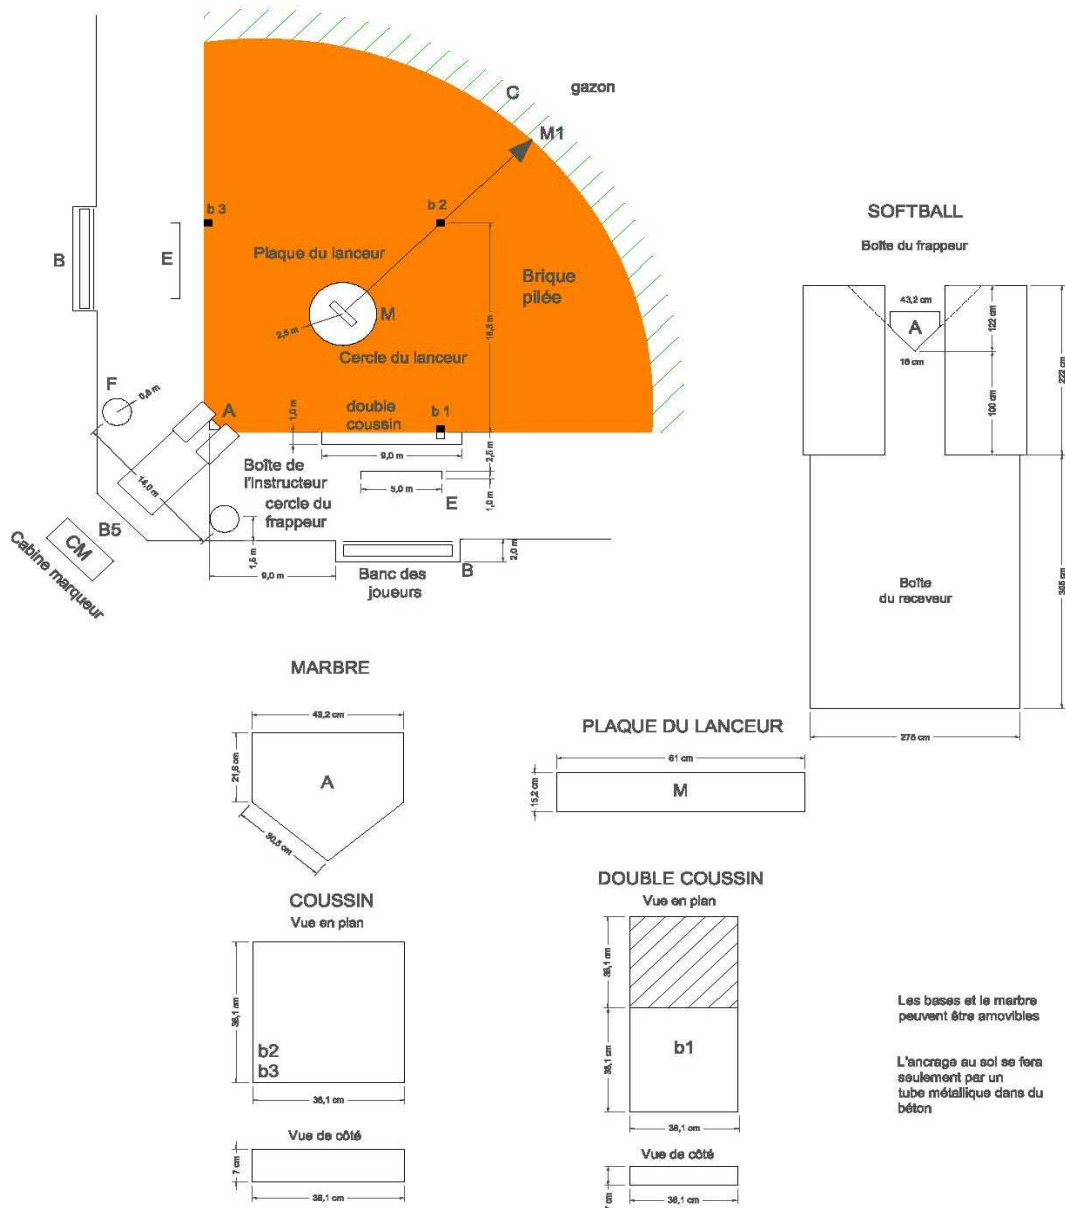 C
gazon
M1
b 3
b 2
B
E
Plaque du lanceur
Brique
pilée
M
2,5 m
18,3 m
Cercle du lanceur
F
0,8 m
A
1,0 m
double
coussin
b 1
9,0 m
2,5 m
14,0 m
Boîte de
l'instructeur
5,0 m
1,0 m
cercle du
frappeur
E
B5
CM
Cabine marqueur
1,5 m
9,0 m
Banc des
joueurs
B
2,0 m
SOFTBALL
Boîte du frappeur
43,2 cm
A
122 cm
15 cm
100 cm
222 cm
Boîte
du receveur
275 cm
MARBRE
43,2 cm
21,6 cm
A
30,5 cm
PLAQUE DU LANCEUR
61 cm
15,2 cm
M
COUSSIN
Vue en plan
38,1 cm
b2
b3
38,1 cm
Vue de côté
7 cm
38,1 cm
DOUBLE COUSSIN
Vue en plan
38,1 cm
38,1 cm
b1
38,1 cm
Vue de côté
7 cm
38,1 cm
Les bases et le marbre
peuvent être amovibles
L'ancrage au sol se fera
seulement par un
tube métallique dans du
béton